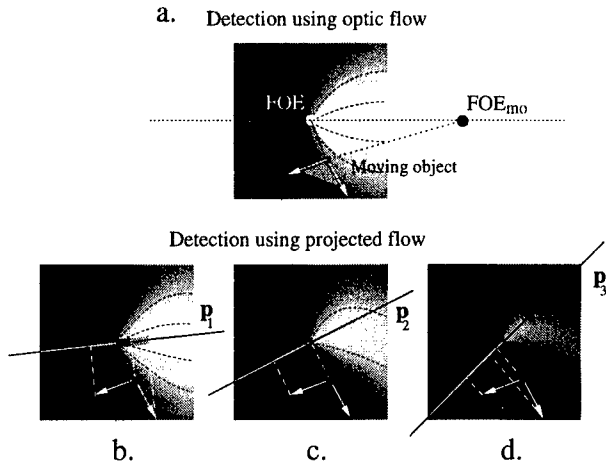 a.
Detection using optic flow
FOE
FOEmo
Moving object
Detection using projected flow
p1
p2
p3
b.
c.
d.